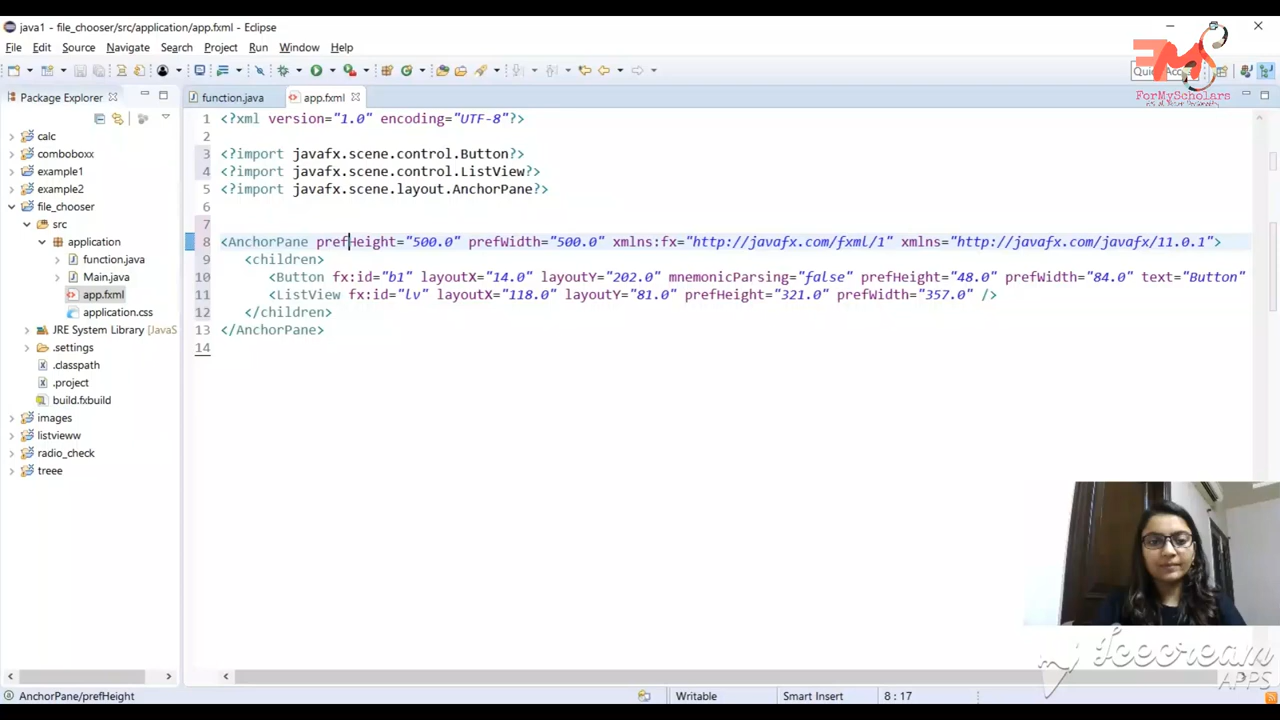 java1 - file_chooser/src/application/app.fxml - Eclipse
File Edit Source Navigate Search Project Run Window Help
Quick Acc
ForMyScholars
Package Explorer
function.java
app.fxml
calc
comboboxx
example1
example2
file_chooser
src
application
function.java
Main.java
app.fxml
application.css
JRE System Library [JavaS
.settings
.classpath
.project
build.fxbuild
images
listvieww
radio_check
treee
1 <?xml version="1.0" encoding="UTF-8"?>
2
3 <?import javafx.scene.control.Button?>
4 <?import javafx.scene.control.ListView?>
5 <?import javafx.scene.layout.AnchorPane?>
6
7
8 <AnchorPane prefHeight="500.0" prefWidth="500.0" xmlns:fx="http://javafx.com/fxml/1" xmlns="http://javafx.com/javafx/11.0.1">
9 <children>
10 <Button fx:id="b1" layoutX="14.0" layoutY="202.0" mnemonicParsing="false" prefHeight="48.0" prefWidth="84.0" text="Button"
11 <ListView fx:id="lv" layoutX="118.0" layoutY="81.0" prefHeight="321.0" prefWidth="357.0" />
12 </children>
13 </AnchorPane>
14
Icecream
APPS
AnchorPane/prefHeight
Writable
Smart Insert
8 : 17